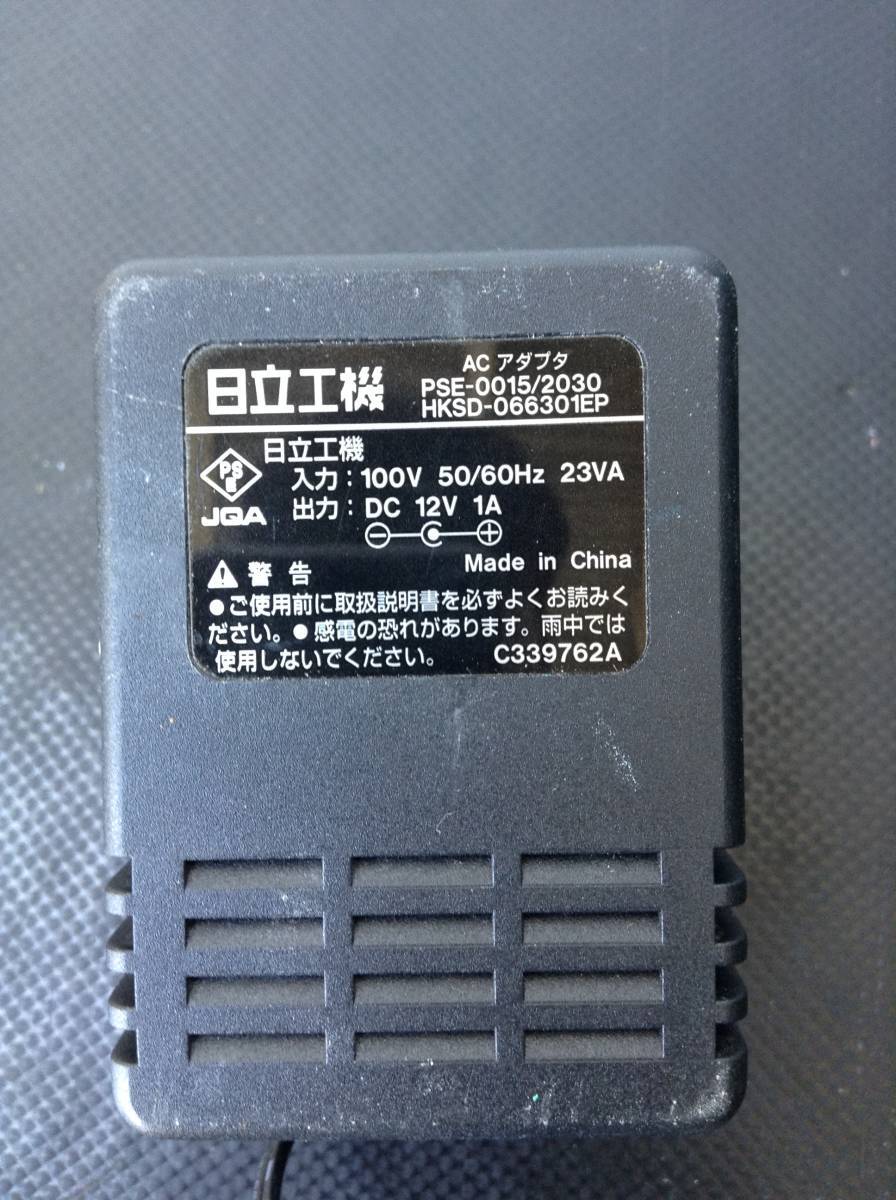 日立工機
AC アダプタ
PSE-0015/2030
HKSD-066301EP
PS
E
JQA
日立工機
入力：100V 50/60Hz 23VA
出力：DC 12V 1A
Made in China
警告
●ご使用前に取扱説明書を必ずよくお読みく
ださい。●感電の恐れがあります。雨中では
使用しないでください。 C339762A